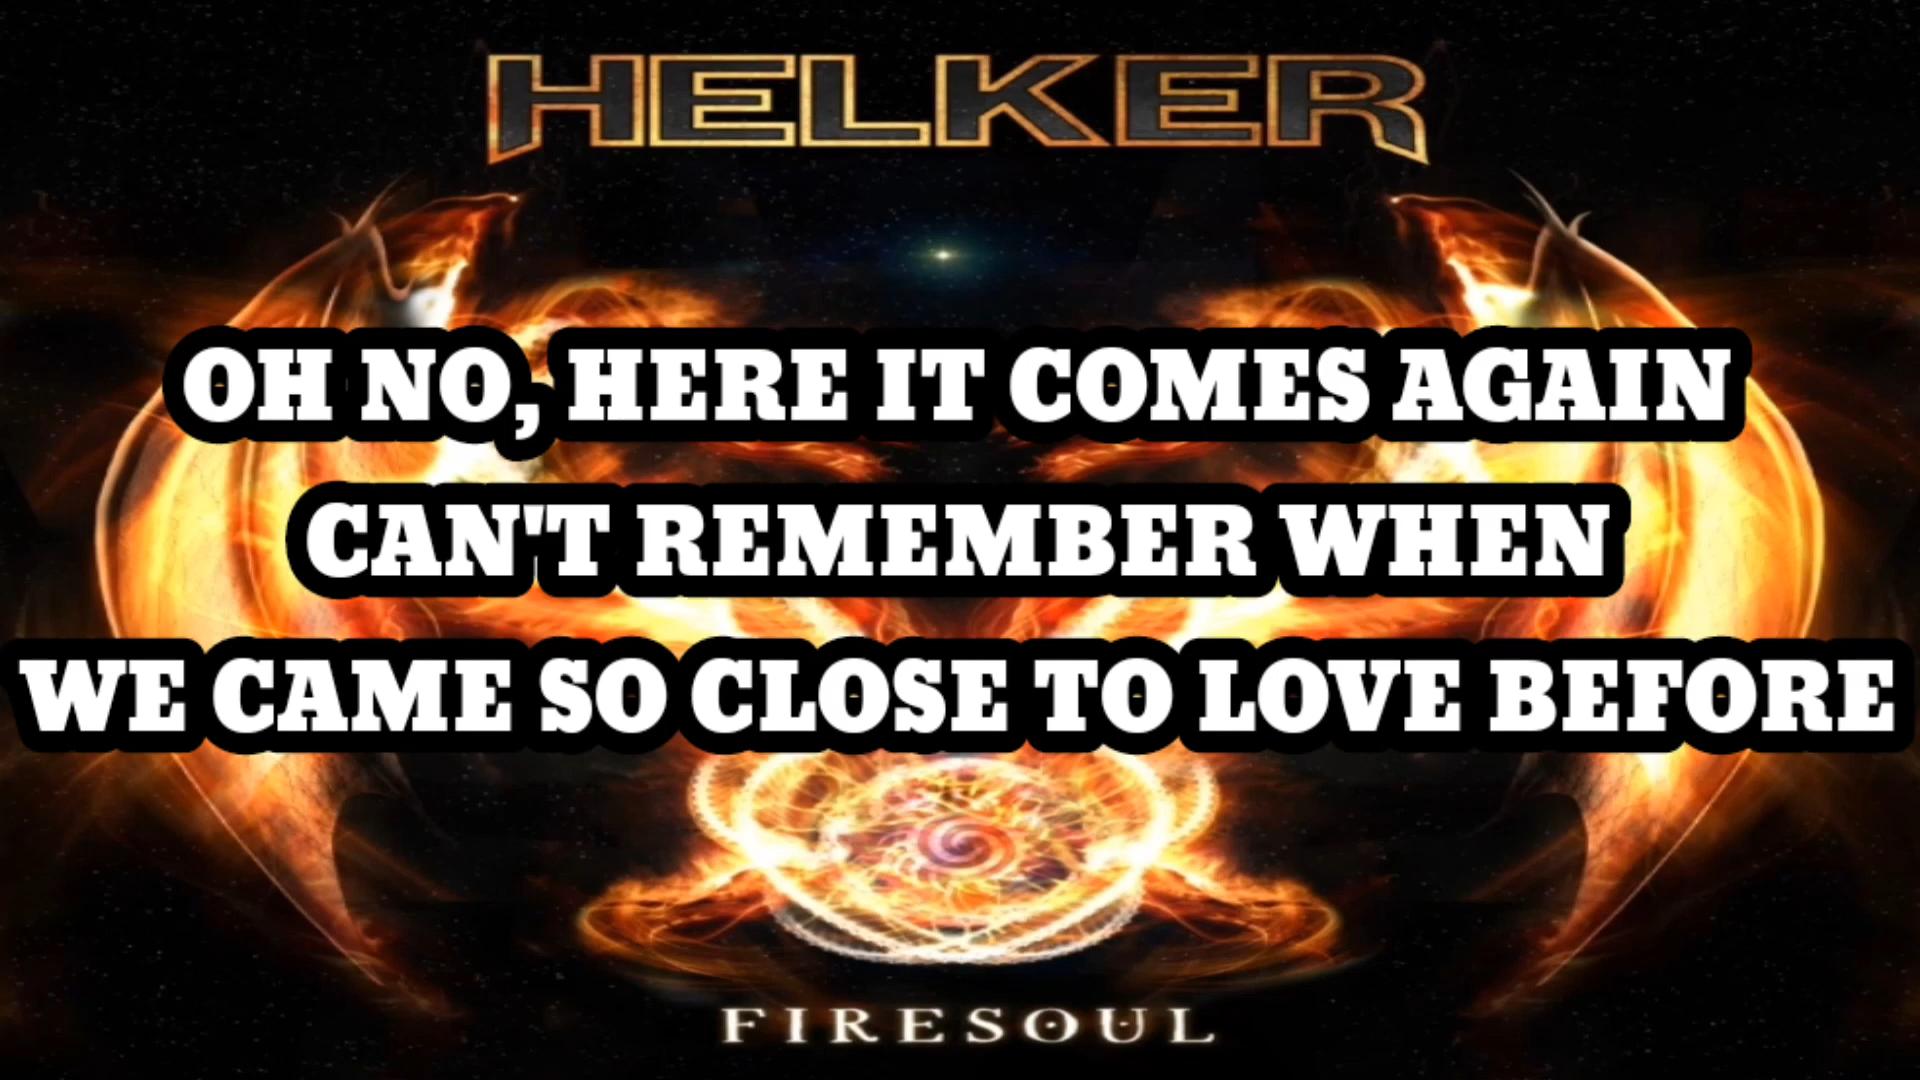 HELKER
OH NO, HERE IT COMES AGAIN
CAN'T REMEMBER WHEN
WE CAME SO CLOSE TO LOVE BEFORE
FIRESOUL